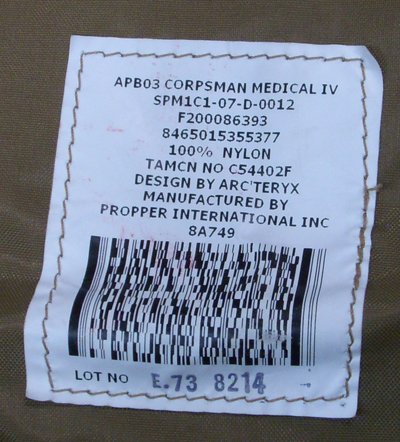 APB03 CORPSMAN MEDICAL IV
SPM1C1-07-D-0012
F200086393
8465015355377
100% NYLON
TAMCN NO C54402F
DESIGN BY ARC'TERYX
MANUFACTURED BY
PROPPER INTERNATIONAL INC
8A749
LOT NO E-73 8214